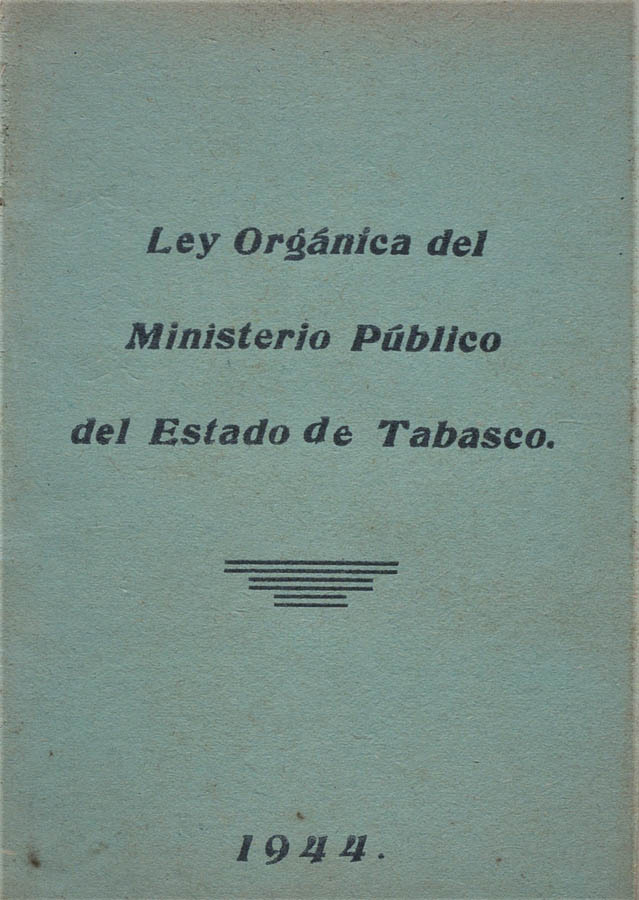 Ley Orgánica del
Ministerio Público
del Estado de Tabasco.
1944.